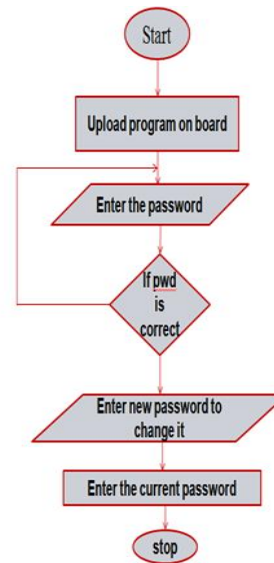 Start
Upload program on board
Enter the password
If pwd
is
correct
Enter new password to
change it
Enter the current password
stop